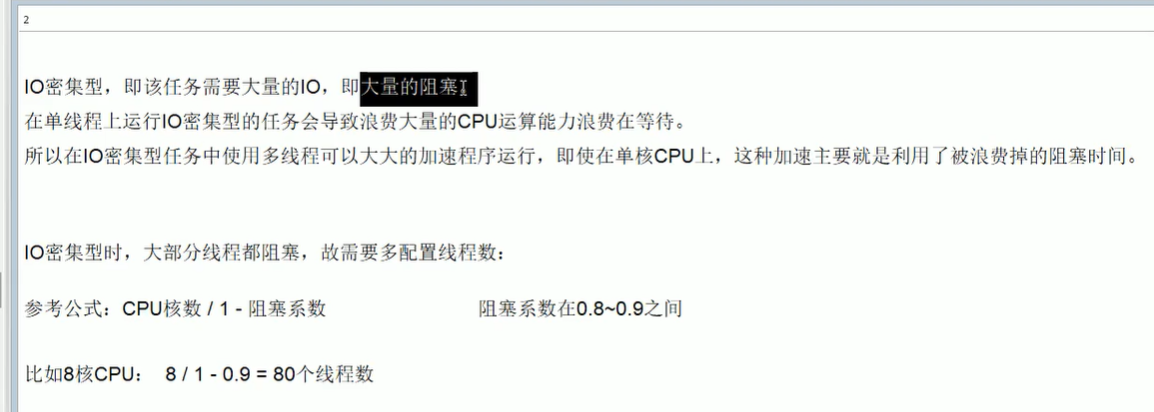 2
IO密集型，即该任务需要大量的IO，即大量的阻塞
在单线程上运行IO密集型的任务会导致浪费大量的CPU运算能力浪费在等待。
所以在IO密集型任务中使用多线程可以大大的加速程序运行，即使在单核CPU上，这种加速主要就是利用了被浪费掉的阻塞时间。
IO密集型时，大部分线程都阻塞，故需要多配置线程数：
参考公式：CPU核数 / 1 - 阻塞系数 阻塞系数在0.8~0.9之间
比如8核CPU： 8 / 1 - 0.9 = 80个线程数